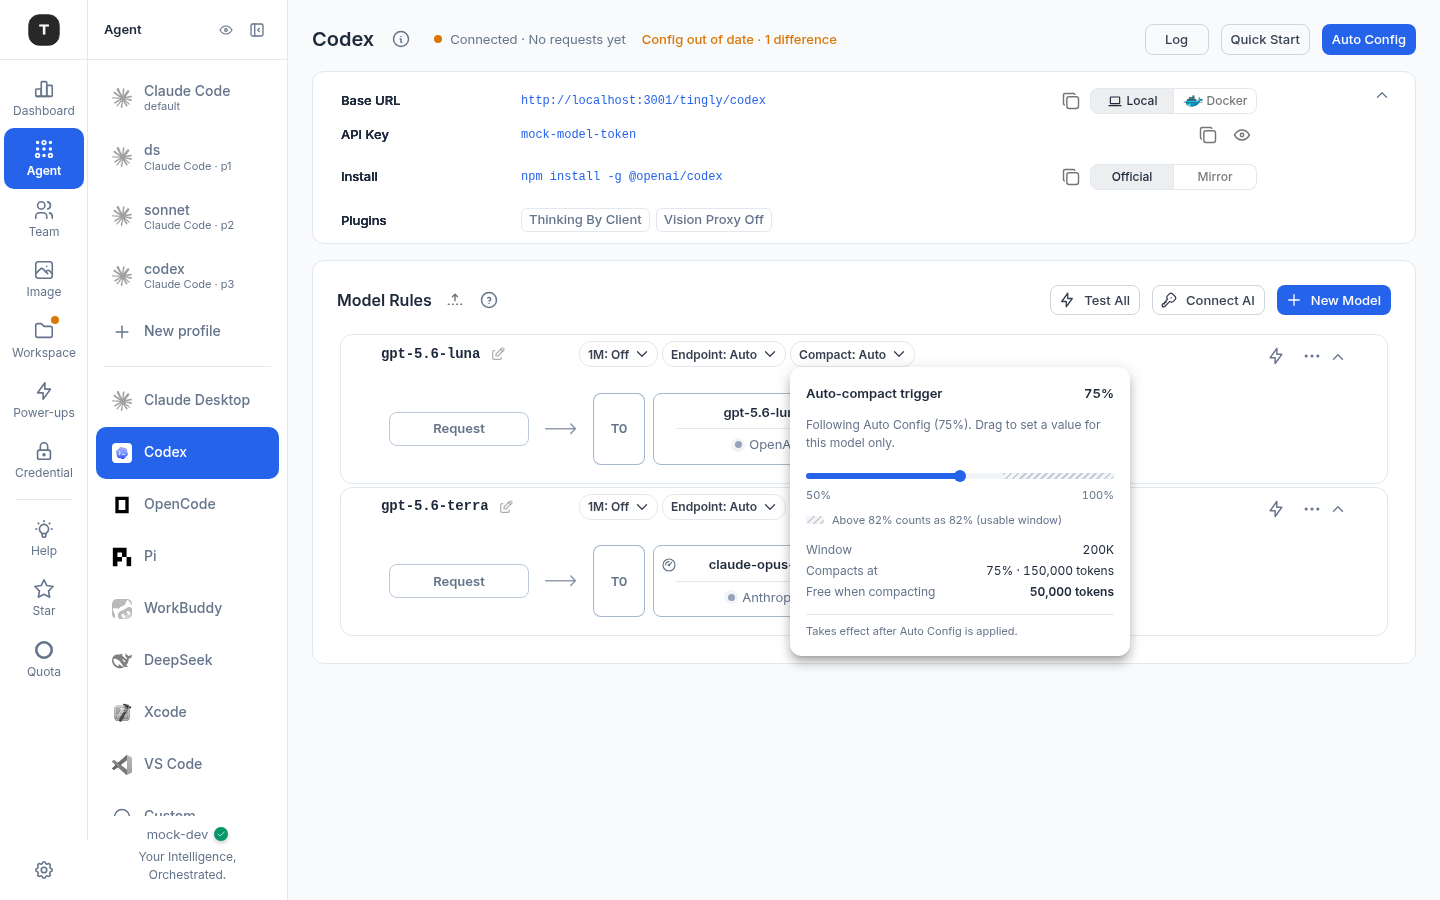 T
Dashboard
Agent
Team
Image
Workspace
Power-ups
Credential
Help
Star
Quota
Agent
Claude Code
default
ds
Claude Code · p1
sonnet
Claude Code · p2
codex
Claude Code · p3
New profile
Claude Desktop
Codex
OpenCode
Pi
WorkBuddy
DeepSeek
Xcode
VS Code
Custom
mock-dev
Your Intelligence,
Orchestrated.
Codex
Connected · No requests yet Config out of date · 1 difference
Log Quick Start Auto Config
Base URL http://localhost:3001/tingly/codex Local Docker
API Key mock-model-token
Install npm install -g @openai/codex Official Mirror
Plugins Thinking By Client Vision Proxy Off
Model Rules Test All Connect AI New Model
gpt-5.6-luna 1M: Off Endpoint: Auto Compact: Auto
Request T0 gpt-5.6-lun
OpenA
gpt-5.6-terra 1M: Off Endpoint: Auto
Request T0 claude-opus-
Anthrop
Auto-compact trigger 75%
Following Auto Config (75%). Drag to set a value for
this model only.
50% 100%
Above 82% counts as 82% (usable window)
Window 200K
Compacts at 75% · 150,000 tokens
Free when compacting 50,000 tokens
Takes effect after Auto Config is applied.